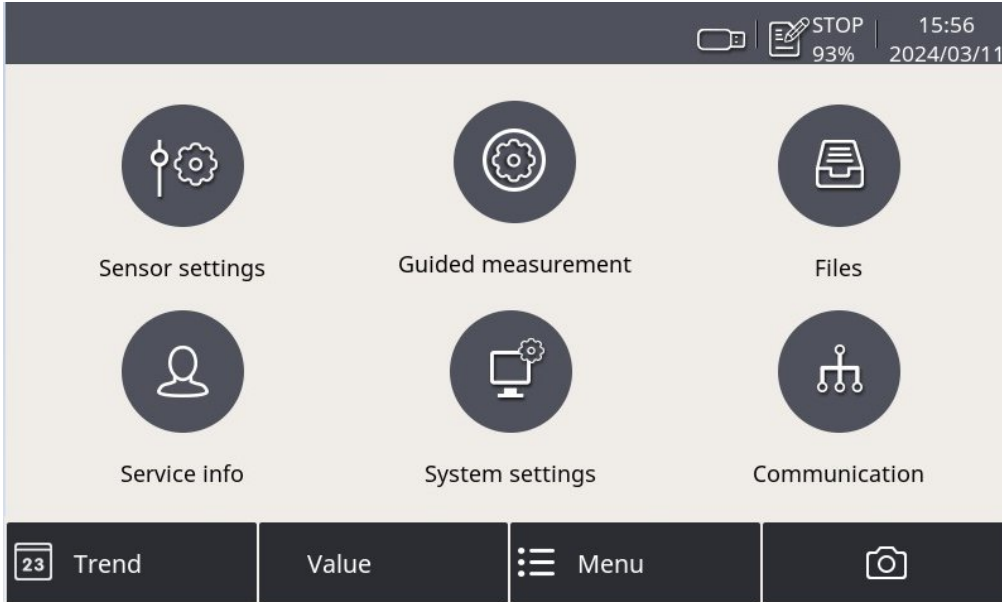 STOP
93%
15:56
2024/03/11
Sensor settings
Guided measurement
Files
Service info
System settings
Communication
23
Trend
Value
Menu